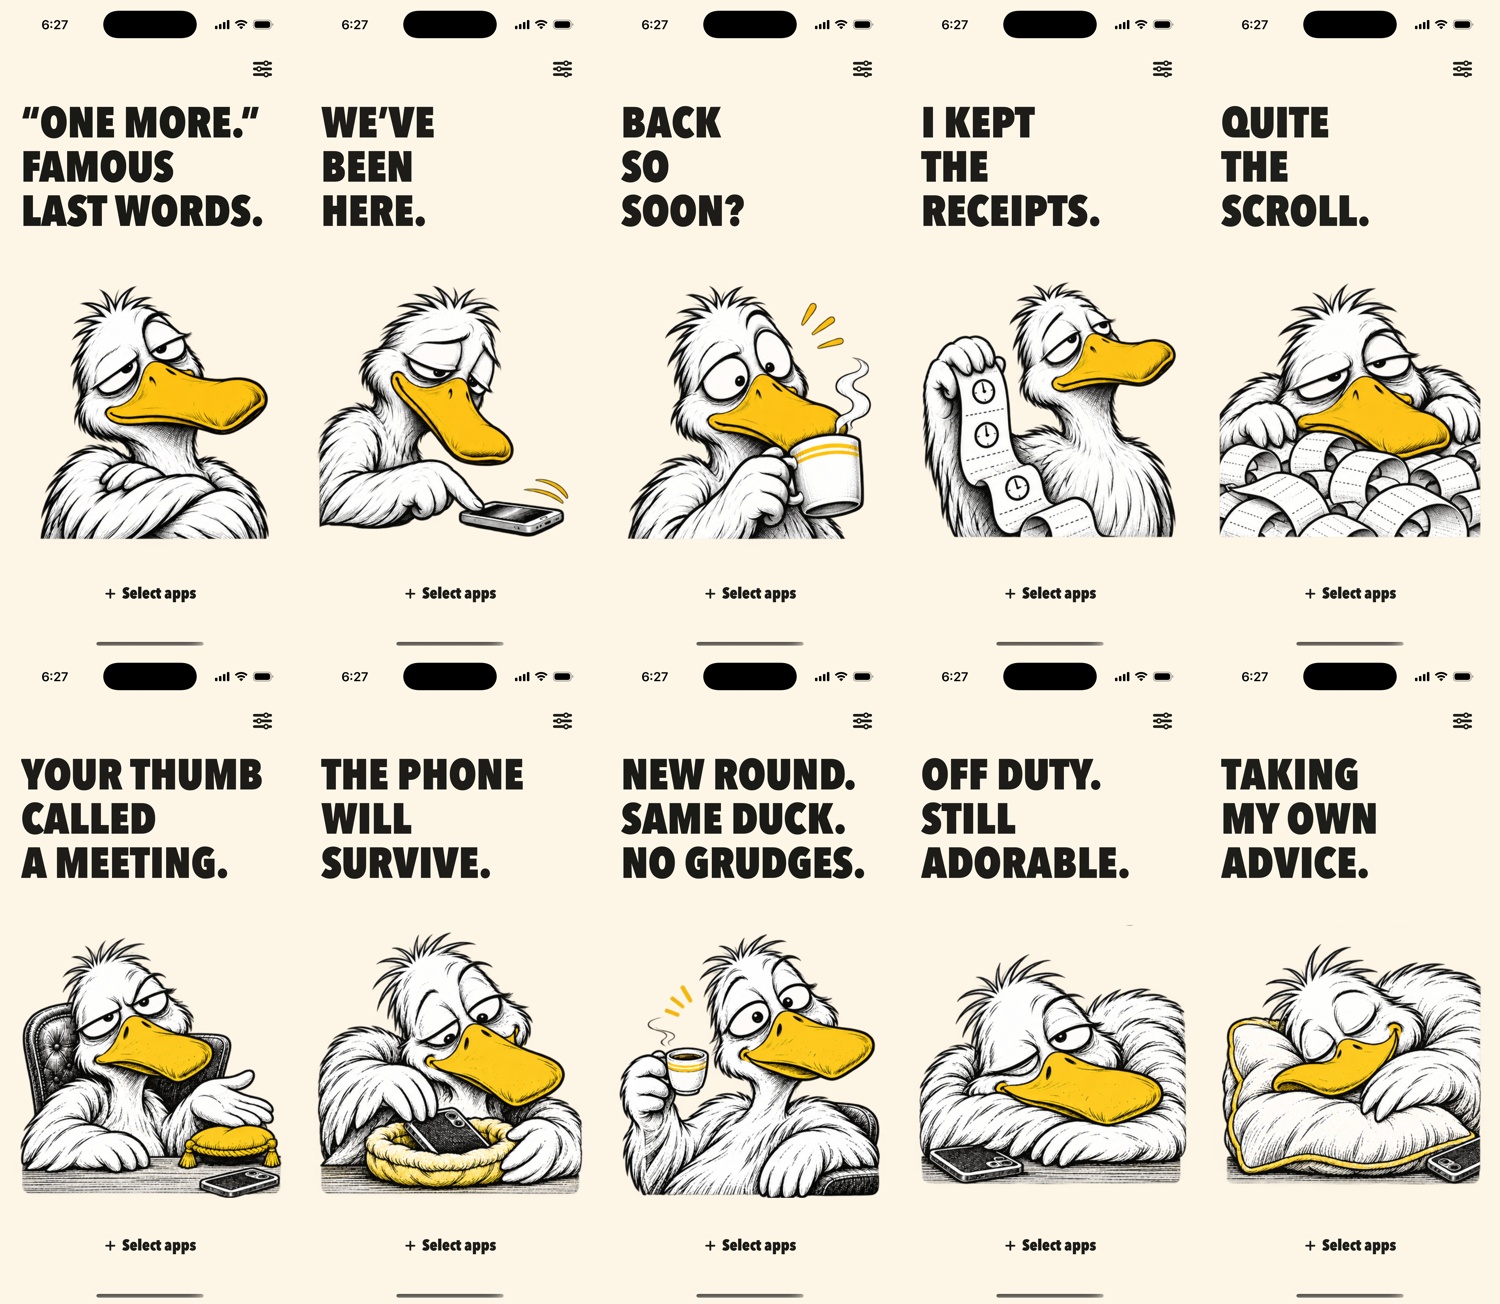 6:27
“ONE MORE.”
FAMOUS
LAST WORDS.
+ Select apps
6:27
WE’VE
BEEN
HERE.
+ Select apps
6:27
BACK
SO
SOON?
+ Select apps
6:27
I KEPT
THE
RECEIPTS.
+ Select apps
6:27
QUITE
THE
SCROLL.
+ Select apps
6:27
YOUR THUMB
CALLED
A MEETING.
+ Select apps
6:27
THE PHONE
WILL
SURVIVE.
+ Select apps
6:27
NEW ROUND.
SAME DUCK.
NO GRUDGES.
+ Select apps
6:27
OFF DUTY.
STILL
ADORABLE.
+ Select apps
6:27
TAKING
MY OWN
ADVICE.
+ Select apps